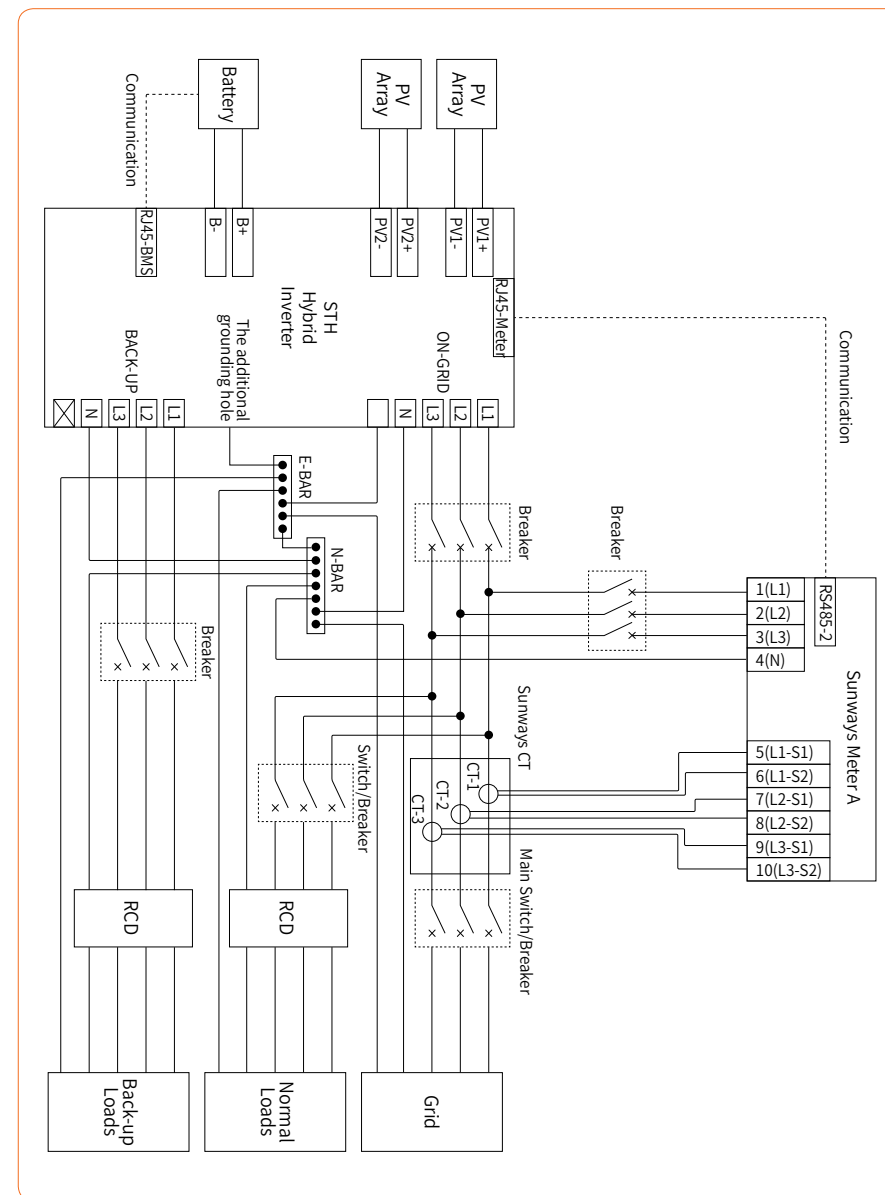 PV
Array
PV
Array
Battery
Communication
PV1+
PV1-
PV2+
PV2-
B+
B-
RJ45-BMS
RJ45-Meter
Communication
STH
Hybrid
Inverter
ON-GRID
The additional
grounding hole
BACK-UP
L1
L2
L3
N
L1
L2
L3
N
E-BAR
N-BAR
Breaker
Breaker
Breaker
RS485-2
1(L1)
2(L2)
3(L3)
4(N)
Sunways Meter A
5(L1-S1)
6(L1-S2)
7(L2-S1)
8(L2-S2)
9(L3-S1)
10(L3-S2)
Sunways CT
CT-1
CT-2
CT-3
Switch/Breaker
Main Switch/Breaker
RCD
RCD
Grid
Normal
Loads
Back-up
Loads